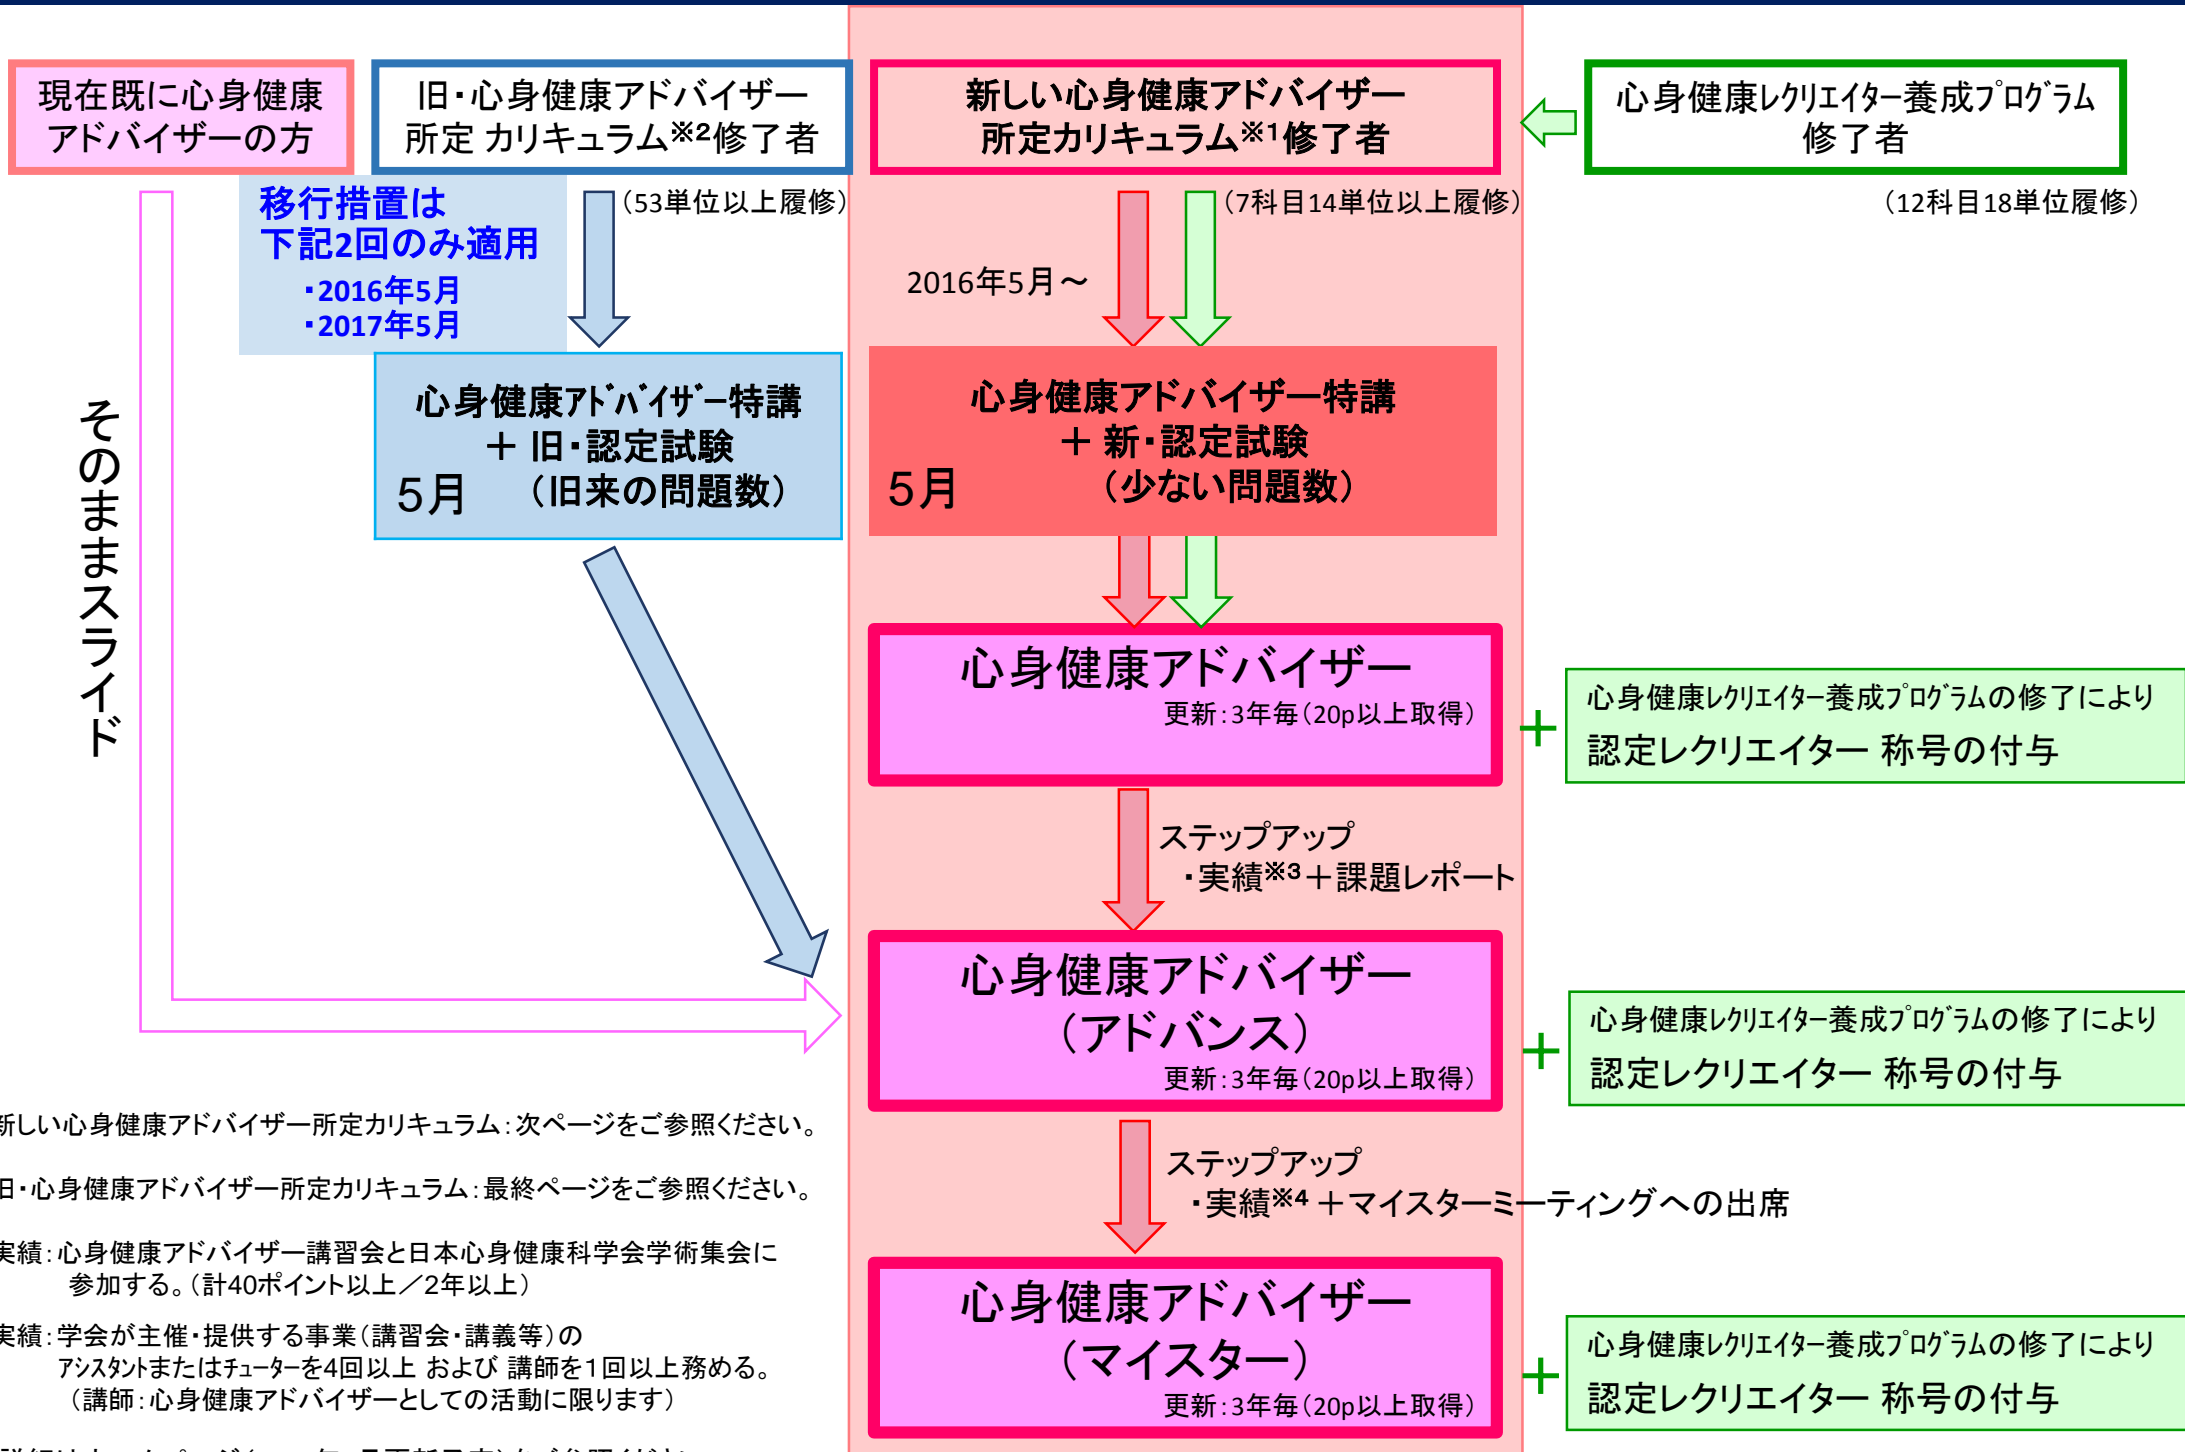 現在既に心身健康
アドバイザーの方
旧・心身健康アドバイザー
所定 カリキュラム※2修了者
新しい心身健康アドバイザー
所定カリキュラム※1修了者
心身健康ﾚｸﾘｴｲﾀｰ養成ﾌﾟﾛｸﾞﾗﾑ
修了者
移行措置は
下記2回のみ適用
・2016年5月
・2017年5月
（53単位以上履修）
（7科目14単位以上履修）
（12科目18単位履修）
2016年5月～
そのままスライド
心身健康ｱﾄﾞﾊﾞｲｻﾞｰ特講
＋ 旧・認定試験
5月 （旧来の問題数）
心身健康アドバイザー特講
＋ 新・認定試験
5月 （少ない問題数）
心身健康アドバイザー
更新：3年毎（20p以上取得）
＋
心身健康ﾚｸﾘｴｲﾀｰ養成ﾌﾟﾛｸﾞﾗﾑの修了により
認定レクリエイター 称号の付与
ステップアップ
・実績※3＋課題レポート
心身健康アドバイザー
（アドバンス）
更新：3年毎（20p以上取得）
＋
心身健康ﾚｸﾘｴｲﾀｰ養成ﾌﾟﾛｸﾞﾗﾑの修了により
認定レクリエイター 称号の付与
ステップアップ
・実績※4 ＋マイスターミーティングへの出席
心身健康アドバイザー
（マイスター）
更新：3年毎（20p以上取得）
＋
心身健康ﾚｸﾘｴｲﾀｰ養成ﾌﾟﾛｸﾞﾗﾑの修了により
認定レクリエイター 称号の付与
新しい心身健康アドバイザー所定カリキュラム：次ページをご参照ください。
旧・心身健康アドバイザー所定カリキュラム：最終ページをご参照ください。
実績：心身健康アドバイザー講習会と日本心身健康科学会学術集会に
参加する。（計40ポイント以上／2年以上）
実績：学会が主催・提供する事業（講習会・講義等）の
ｱｼｽﾀﾝﾄまたはﾁｭｰﾀｰを4回以上 および 講師を１回以上務める。
（講師：心身健康アドバイザーとしての活動に限ります）